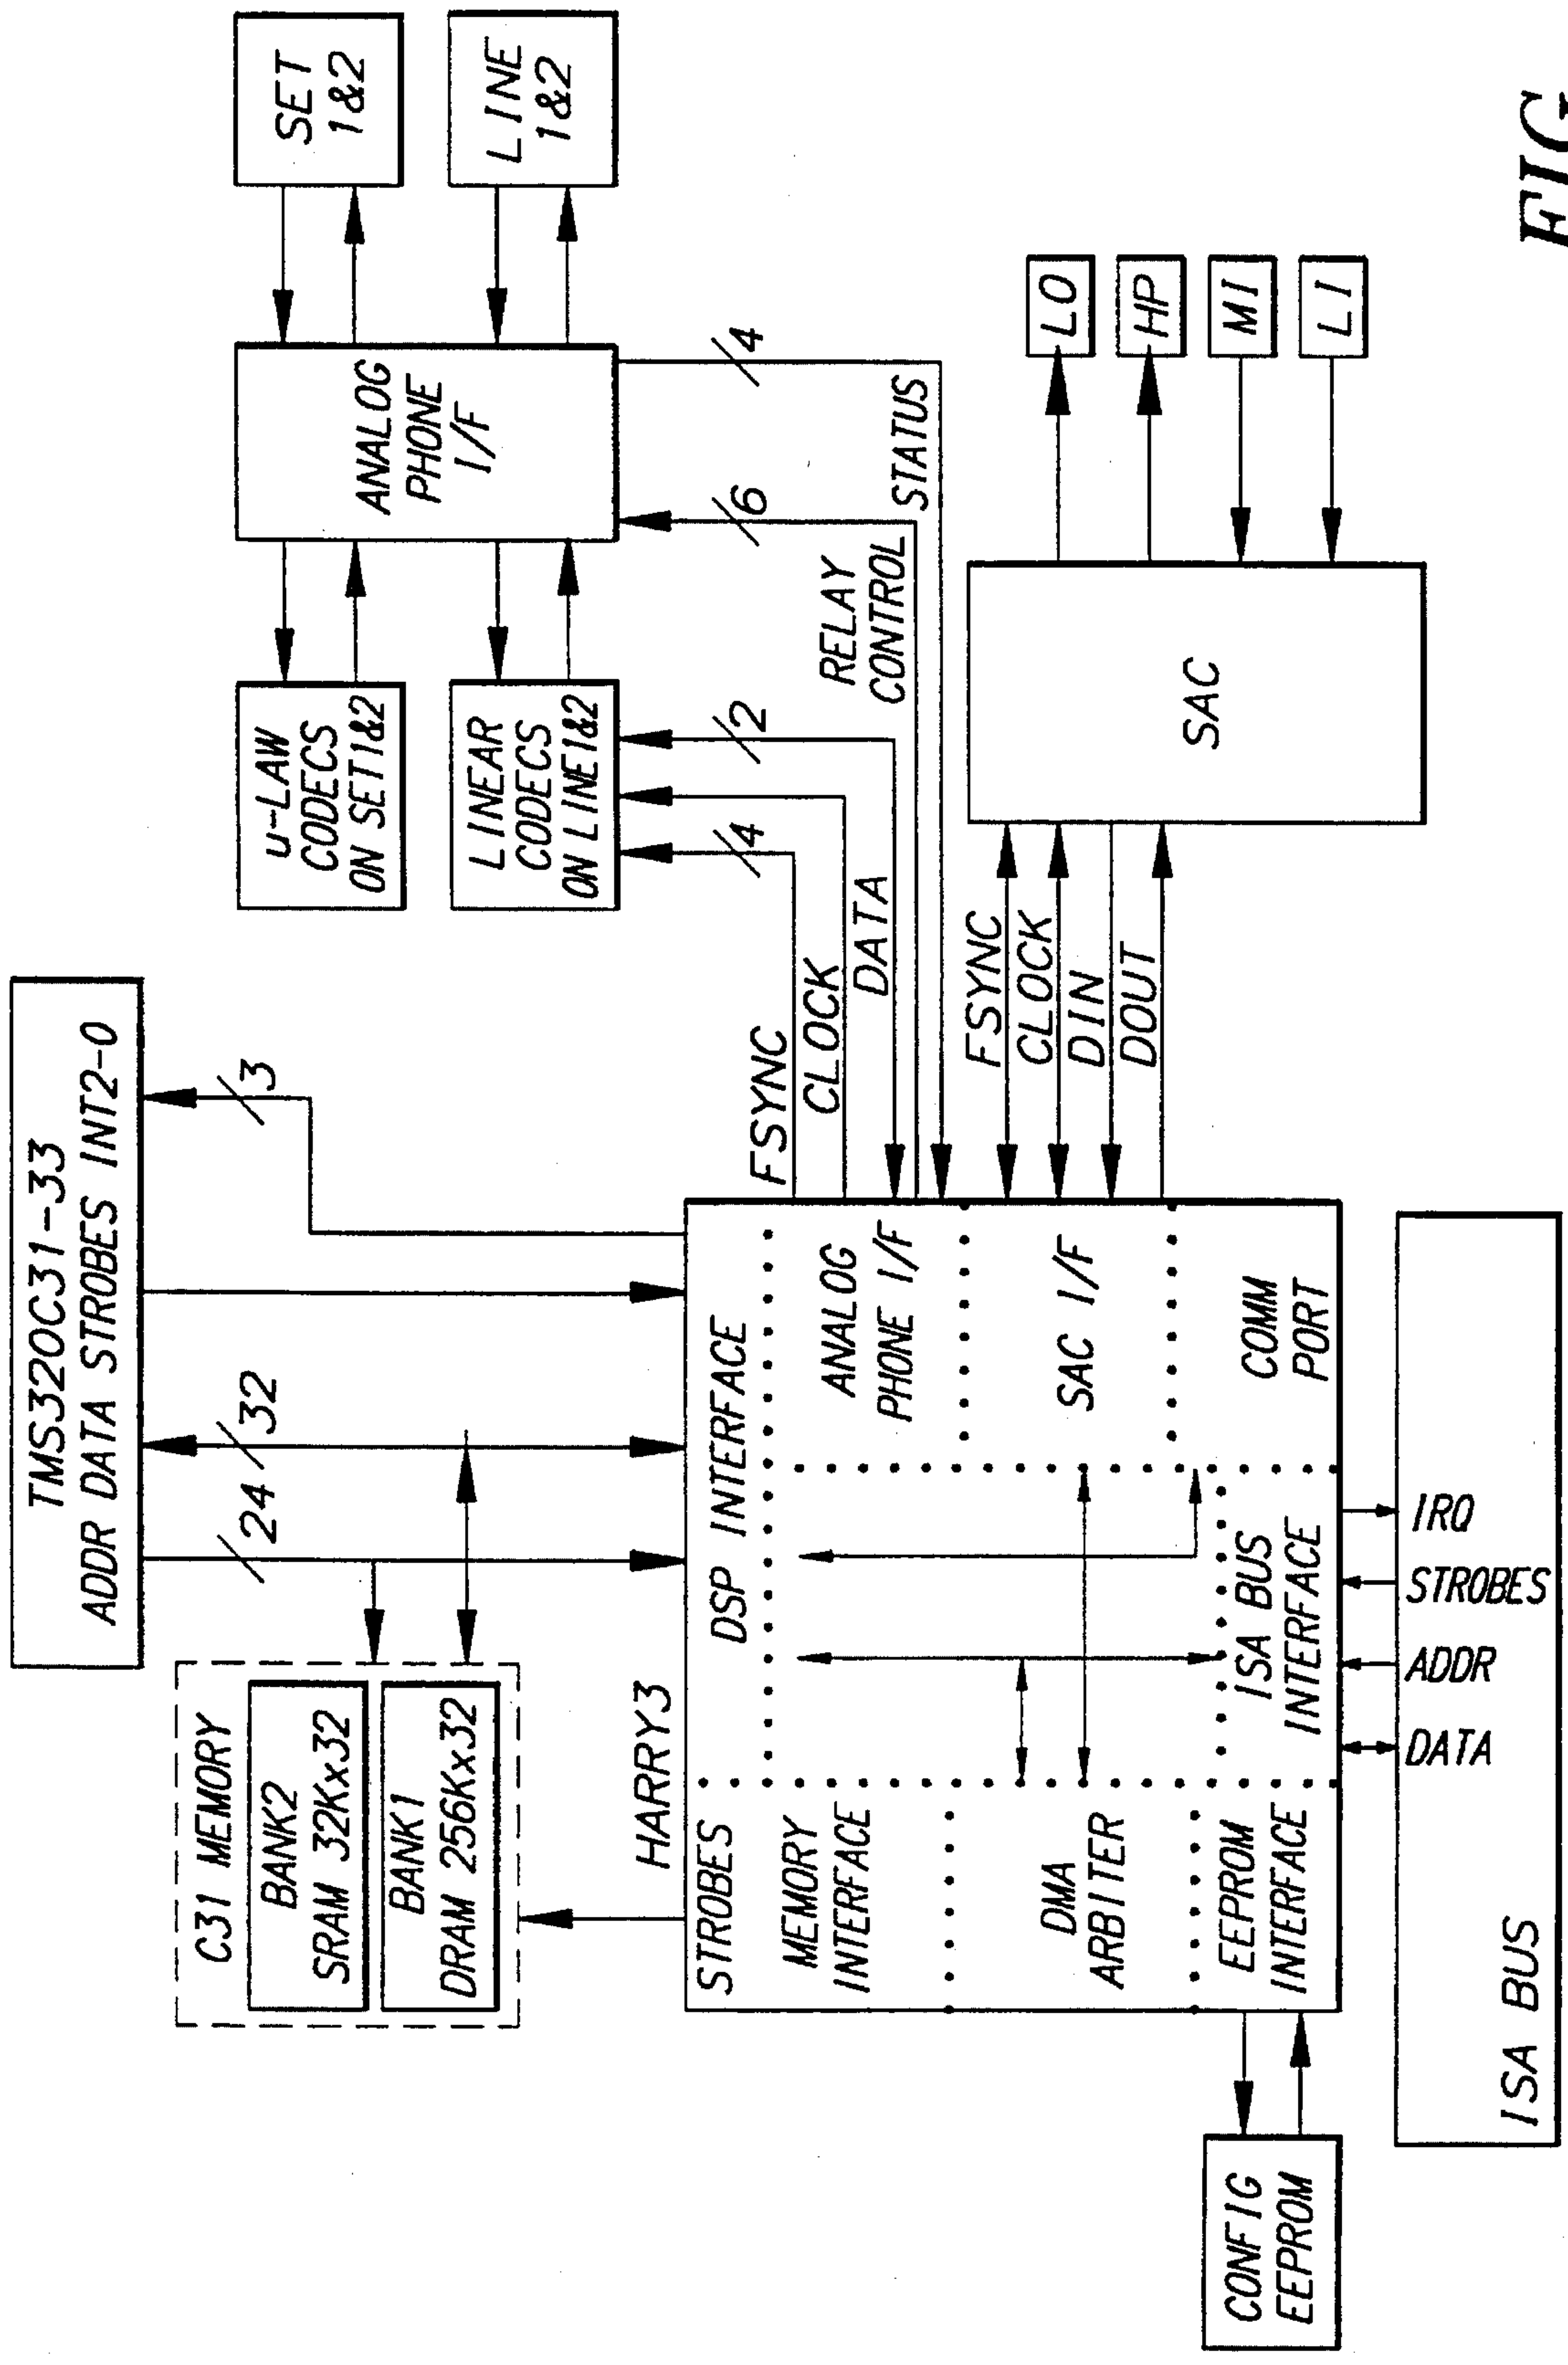 TMS320C31-33
ADDR DATA STROBES INT2-0
24
32
3
C31 MEMORY
BANK2
SRAM 32Kx32
BANK1
DRAM 256Kx32
HARRY3
STROBES
DSP INTERFACE
MEMORY
INTERFACE
DMA
ARBITER
EEPROM
INTERFACE
ISA BUS
INTERFACE
ANALOG
PHONE I/F
SAC I/F
COMM
PORT
CONFIG
EEPROM
DATA
ADDR
STROBES
IRQ
ISA BUS
u-LAW
CODECS
ON SET1&2
LINEAR
CODECS
ON LINE1&2
ANALOG
PHONE
I/F
SET
1&2
LINE
1&2
4
2
6
4
FSYNC
CLOCK
DATA
RELAY
CONTROL
STATUS
FSYNC
CLOCK
DIN
DOUT
SAC
LO
HP
MI
LI
FIG